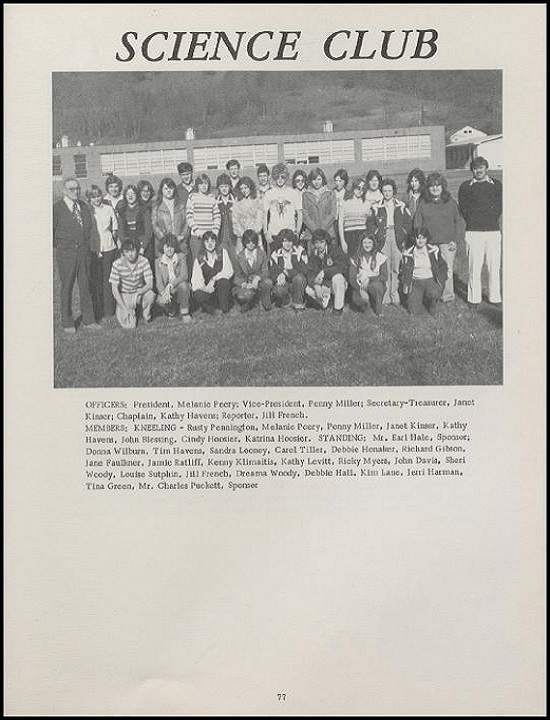 SCIENCE CLUB
OFFICERS: President, Melanie Peery; Vice-President, Penny Miller; Secretary-Treasurer, Janet
Kinser; Chaplain, Kathy Havens; Reporter, Jill French.
MEMBERS: KNEELING - Rusty Pennington, Melanie Peery, Penny Miller, Janet Kinser, Kathy
Havens, John Blessing, Cindy Hoosier, Katrina Hoosier. STANDING: Mr. Earl Hale, Sponsor;
Donna Wilburn, Tim Havens, Sandra Looney, Carol Tiller, Debbie Henaker, Richard Gibson,
Jane Faulkner, Jamie Ratliff, Kenny Klimaitis, Kathy Levitt, Ricky Myers, John Davis, Sheri
Woody, Louise Sutphin, Jill French, Dreama Woody, Debbie Hall, Kim Lane, Jerri Harman,
Tina Green, Mr. Charles Puckett, Sponsor
77